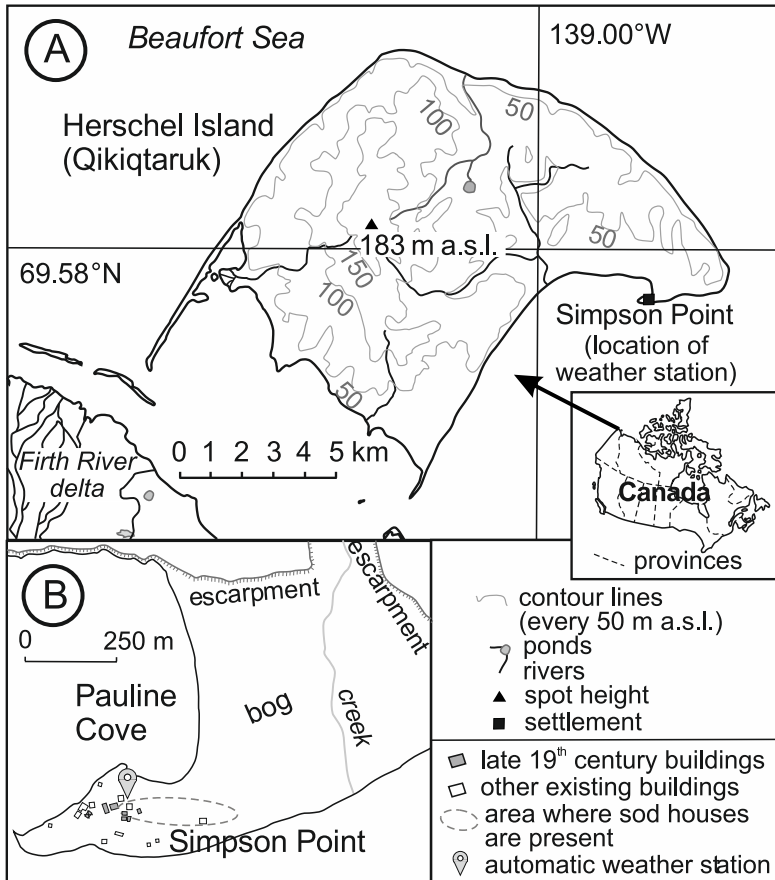 A
Beaufort Sea
139.00°W
Herschel Island
(Qikiqtaruk)
100
50
50
183 m a.s.l.
69.58°N
150
100
50
Simpson Point
(location of
weather station)
0 1 2 3 4 5 km
Firth River
delta
Canada
provinces
B
escarpment
escarpment
0 250 m
Pauline
Cove
bog
creek
Simpson Point
contour lines
(every 50 m a.s.l.)
ponds
rivers
spot height
settlement
late 19th century buildings
other existing buildings
area where sod houses
are present
automatic weather station